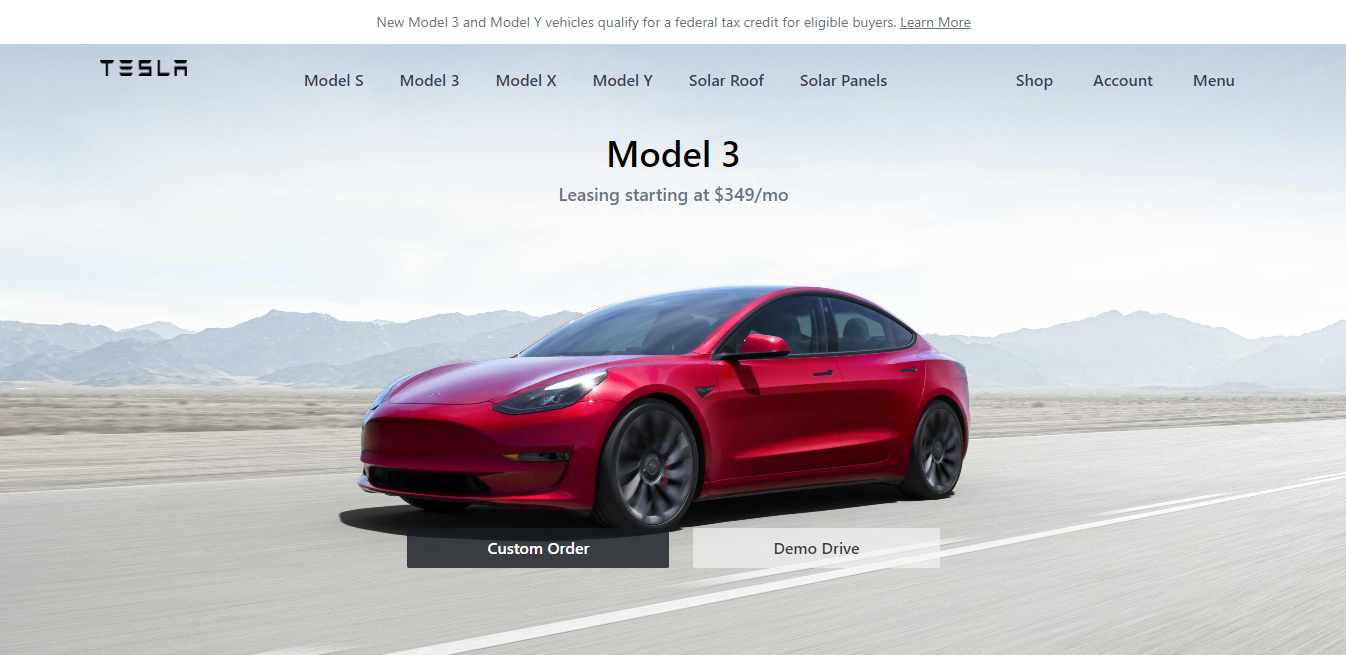 New Model 3 and Model Y vehicles qualify for a federal tax credit for eligible buyers. Learn More
TESLA
Model S Model 3 Model X Model Y Solar Roof Solar Panels Shop Account Menu
Model 3
Leasing starting at $349/mo
Custom Order Demo Drive